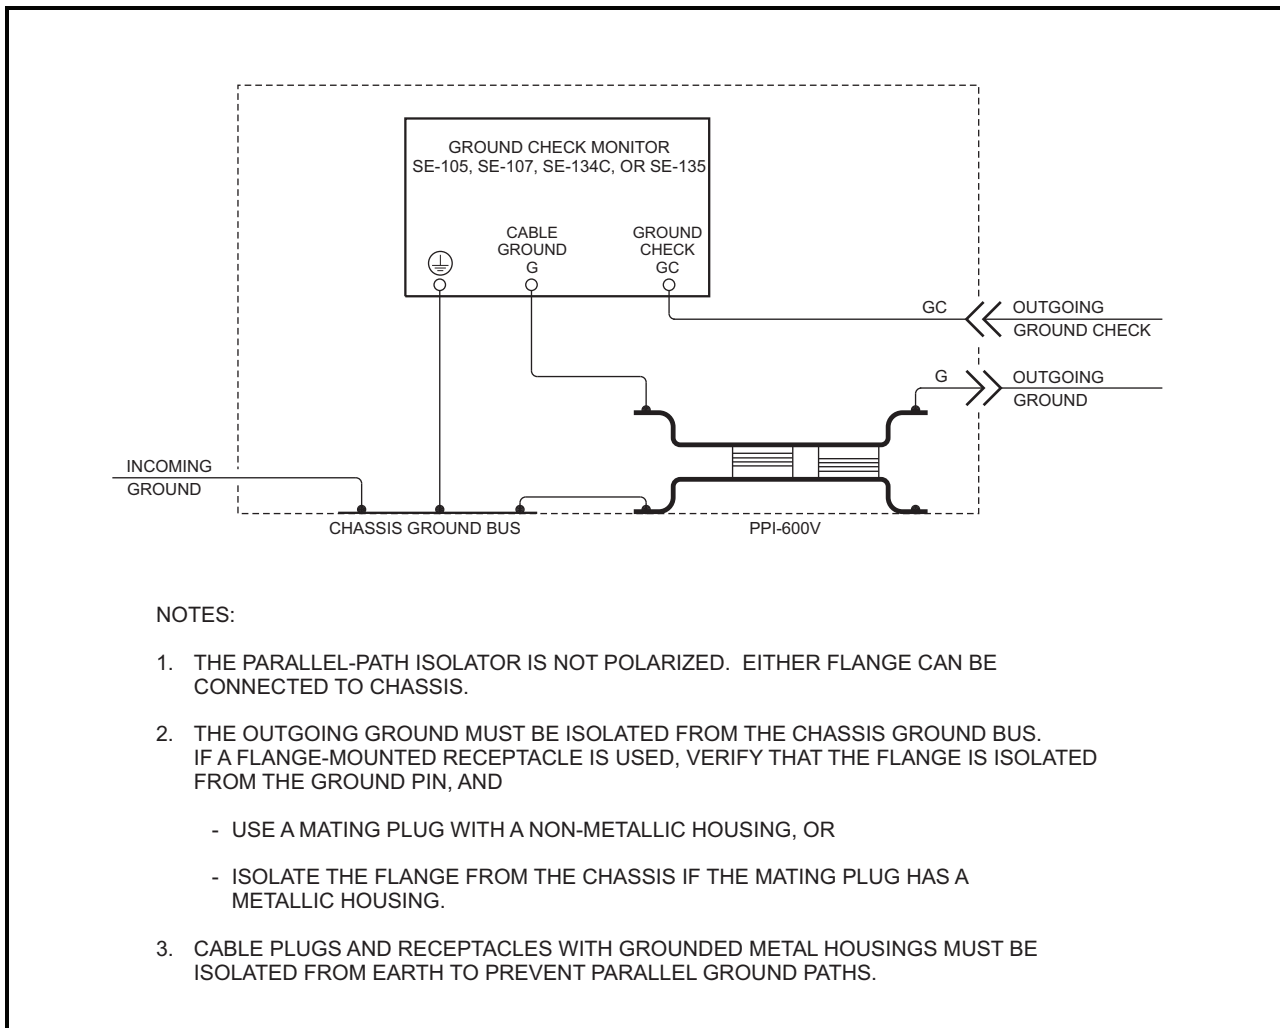 GROUND CHECK MONITOR
SE-105, SE-107, SE-134C, OR SE-135
CABLE
GROUND
G
GROUND
CHECK
GC
GC
OUTGOING
GROUND CHECK
G
OUTGOING
GROUND
INCOMING
GROUND
CHASSIS GROUND BUS
PPI-600V
NOTES:
1. THE PARALLEL-PATH ISOLATOR IS NOT POLARIZED. EITHER FLANGE CAN BE
CONNECTED TO CHASSIS.
2. THE OUTGOING GROUND MUST BE ISOLATED FROM THE CHASSIS GROUND BUS.
IF A FLANGE-MOUNTED RECEPTACLE IS USED, VERIFY THAT THE FLANGE IS ISOLATED
FROM THE GROUND PIN, AND
- USE A MATING PLUG WITH A NON-METALLIC HOUSING, OR
- ISOLATE THE FLANGE FROM THE CHASSIS IF THE MATING PLUG HAS A
METALLIC HOUSING.
3. CABLE PLUGS AND RECEPTACLES WITH GROUNDED METAL HOUSINGS MUST BE
ISOLATED FROM EARTH TO PREVENT PARALLEL GROUND PATHS.